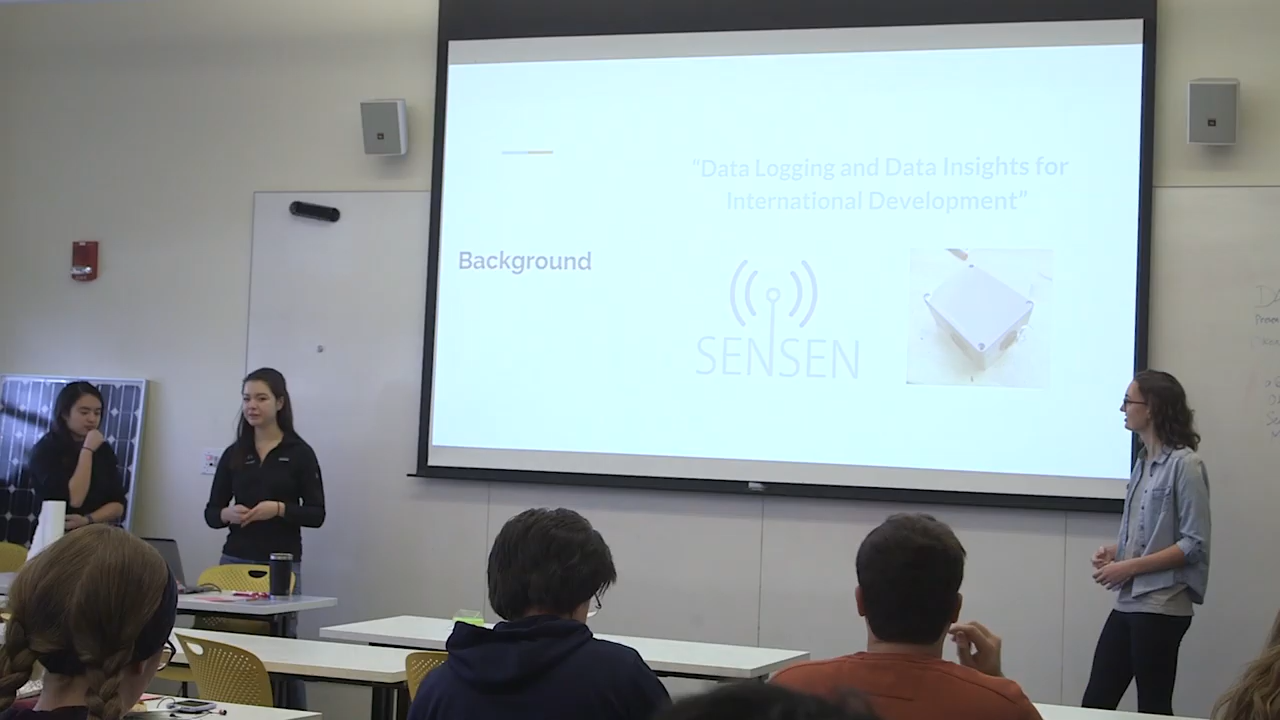 “Data Logging and Data Insights for
International Development”
Background
SENSEN